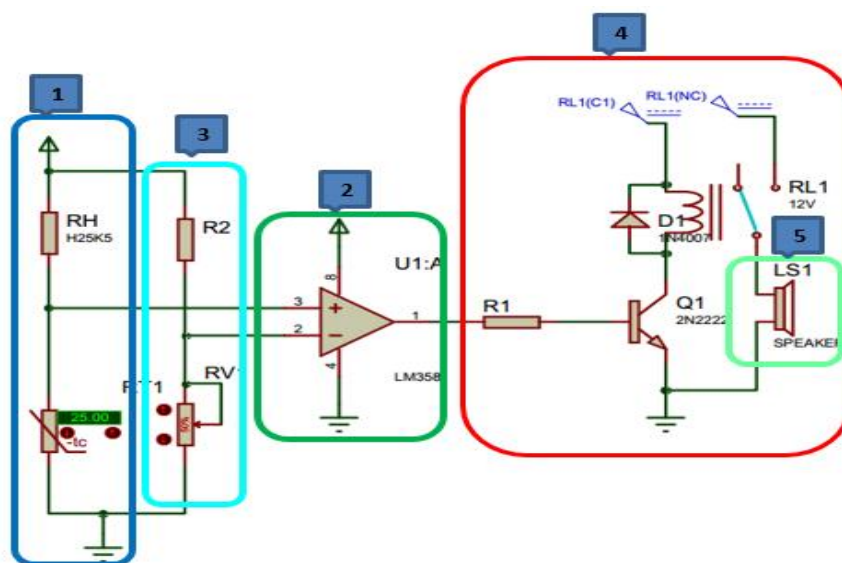 4
1
3
2
5
RL1(C1)
RL1(NC)
RH
H25K5
R2
U1:A
8
3
+
2
−
1
4
LM358
R1
D1
1N4007
Q1
2N2222
RL1
12V
LS1
SPEAKER
RV1
50%
25.00
-tc